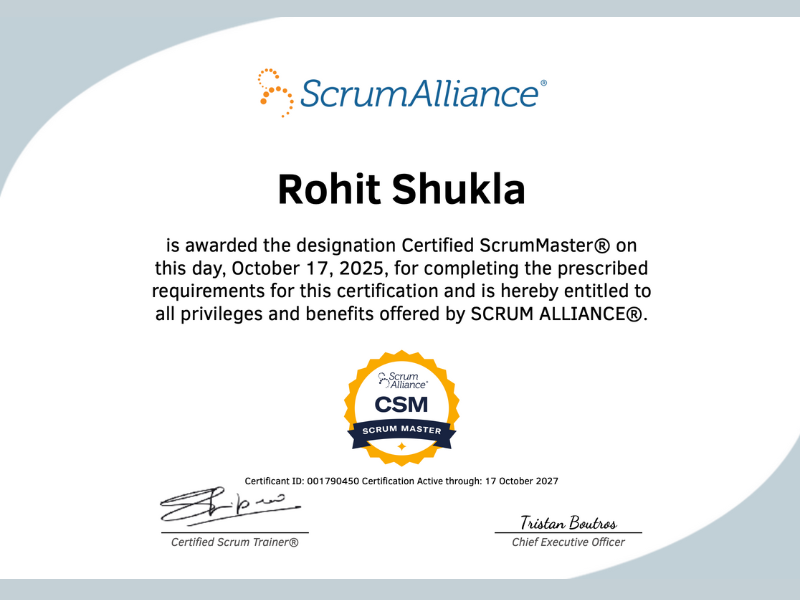 ScrumAlliance®
Rohit Shukla
is awarded the designation Certified ScrumMaster® on
this day, October 17, 2025, for completing the prescribed
requirements for this certification and is hereby entitled to
all privileges and benefits offered by SCRUM ALLIANCE®.
Scrum
Alliance®
CSM
SCRUM MASTER
Certificant ID: 001790450 Certification Active through: 17 October 2027
Tristan Boutros
Certified Scrum Trainer®
Chief Executive Officer